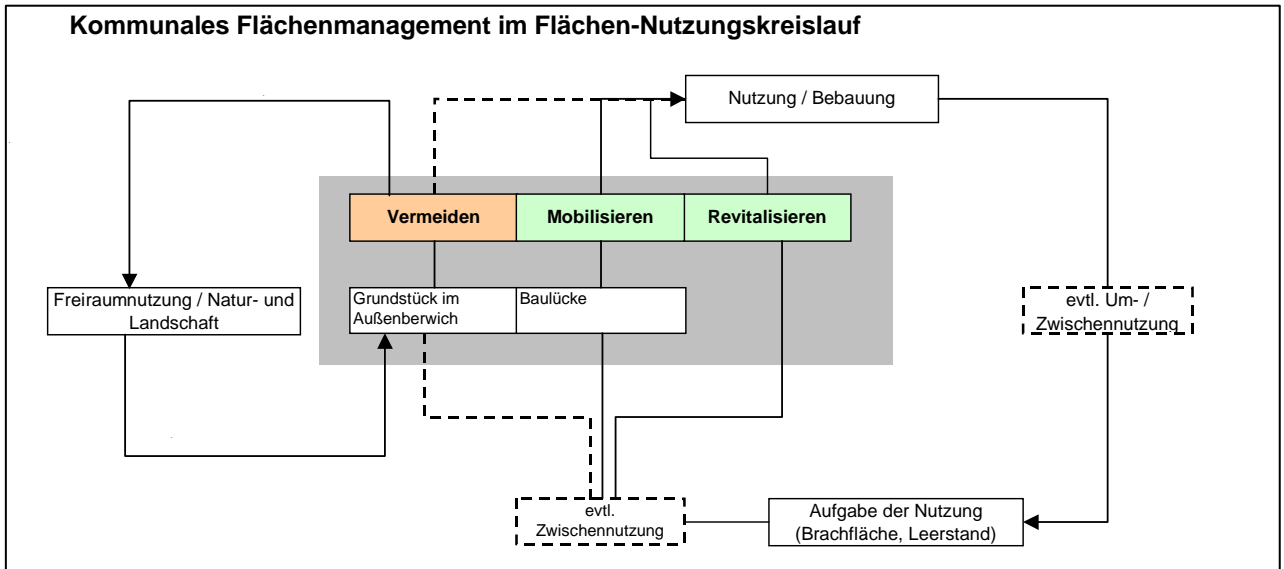 Kommunales Flächenmanagement im Flächen-Nutzungskreislauf
Nutzung / Bebauung
Vermeiden
Mobilisieren
Revitalisieren
Freiraumnutzung / Natur- und
Landschaft
Grundstück im
Außenberwich
Baulücke
evtl. Um- /
Zwischennutzung
evtl.
Zwischennutzung
Aufgabe der Nutzung
(Brachfläche, Leerstand)